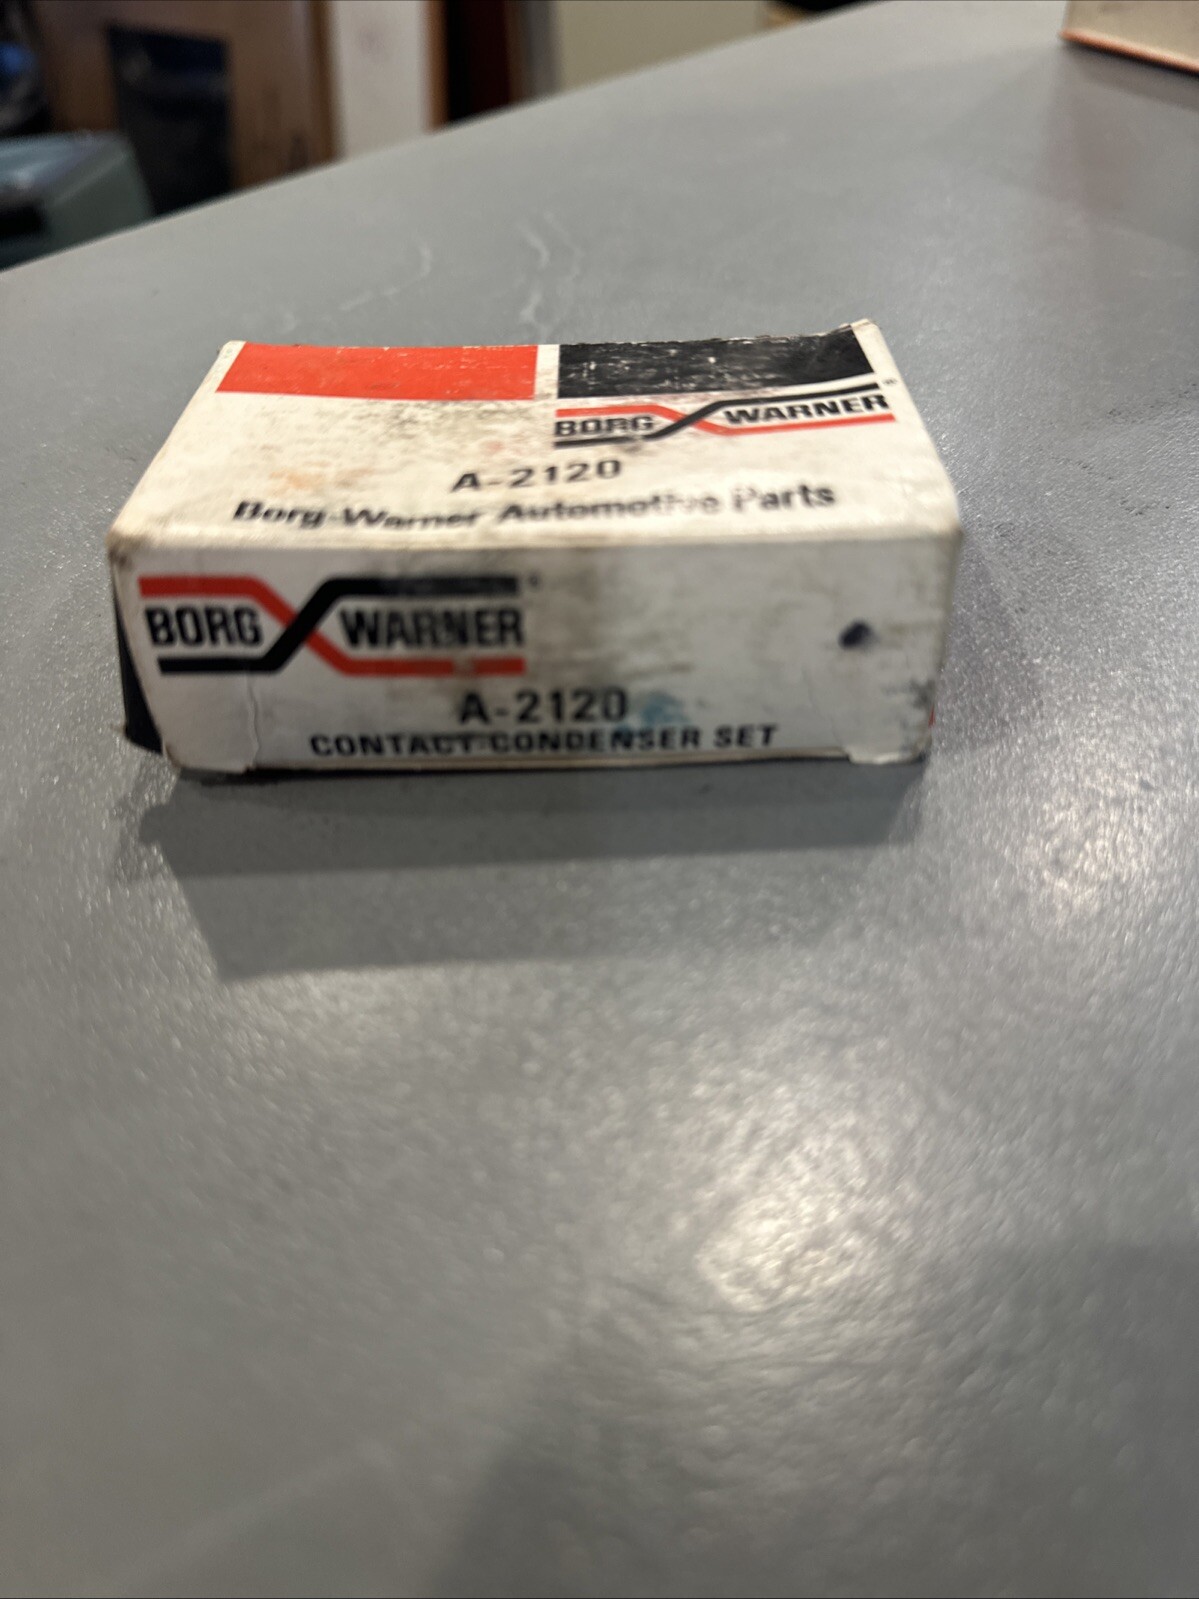 BORG WARNER ®
A-2120
Borg-Warner Automotive Parts
BORG WARNER
A-2120
CONTACT-CONDENSER SET